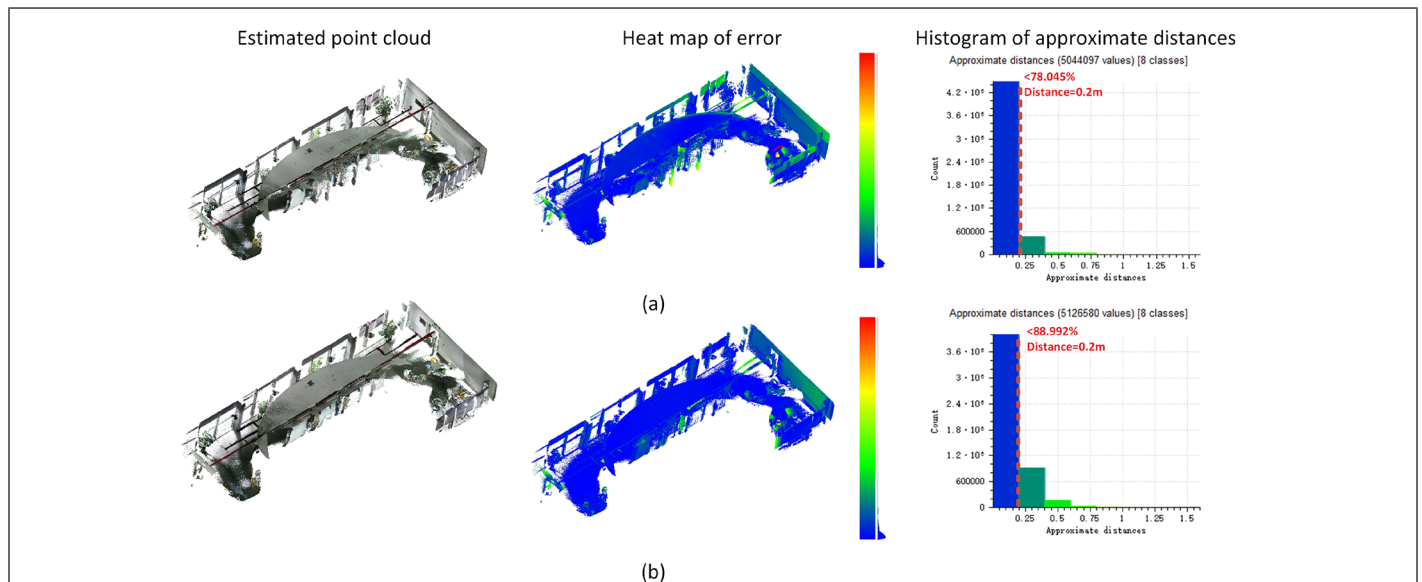 Estimated point cloud
Heat map of error
Histogram of approximate distances
Approximate distances (5044097 values) [8 classes]
<78.045%
Distance=0.2m
4.2·10⁶
3.6·10⁶
3·10⁶
2.4·10⁶
1.8·10⁶
1.2·10⁶
600000
0
Count
0.25 0.5 0.75 1 1.25 1.5
Approximate distances
(a)
Approximate distances (5126580 values) [8 classes]
<88.992%
Distance=0.2m
3.6·10⁶
3·10⁶
2.4·10⁶
1.8·10⁶
1.2·10⁶
600000
0
Count
0.25 0.5 0.75 1 1.25 1.5
Approximate distances
(b)